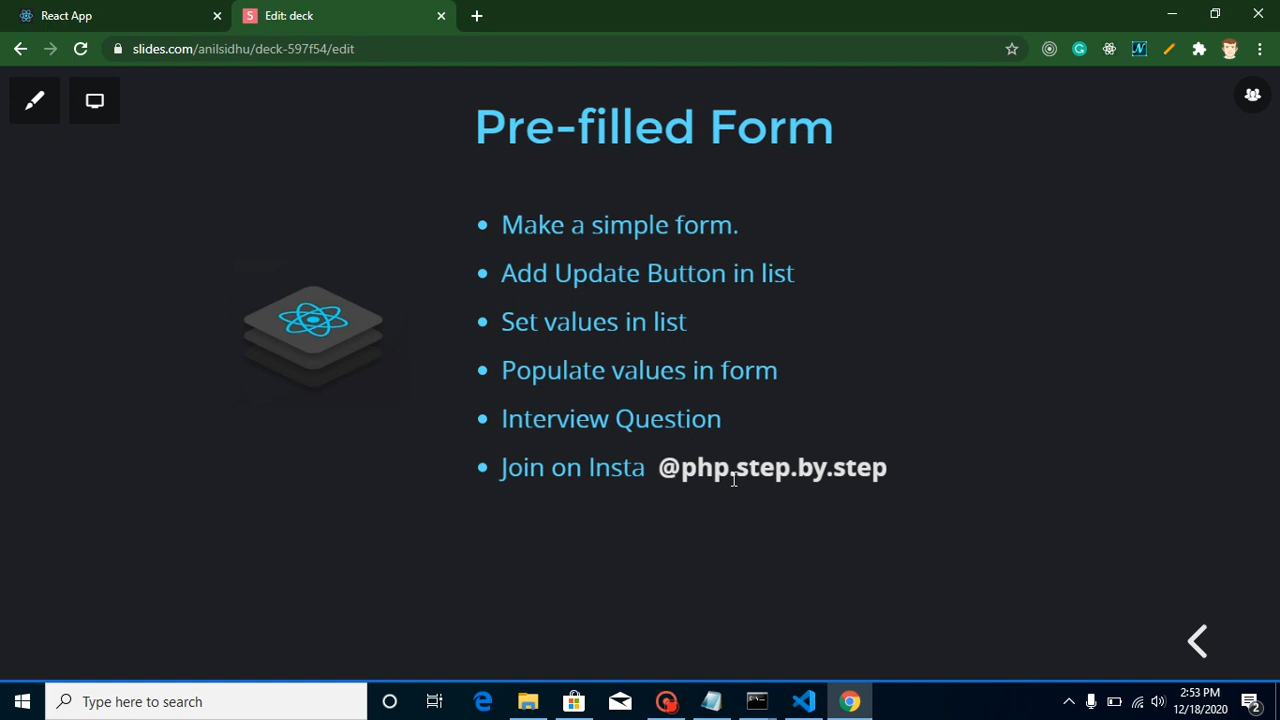 React App
Edit: deck
slides.com/anilsidhu/deck-597f54/edit
Pre-filled Form
• Make a simple form.
• Add Update Button in list
• Set values in list
• Populate values in form
• Interview Question
• Join on Insta @php.step.by.step
Type here to search
2:53 PM
12/18/2020
2